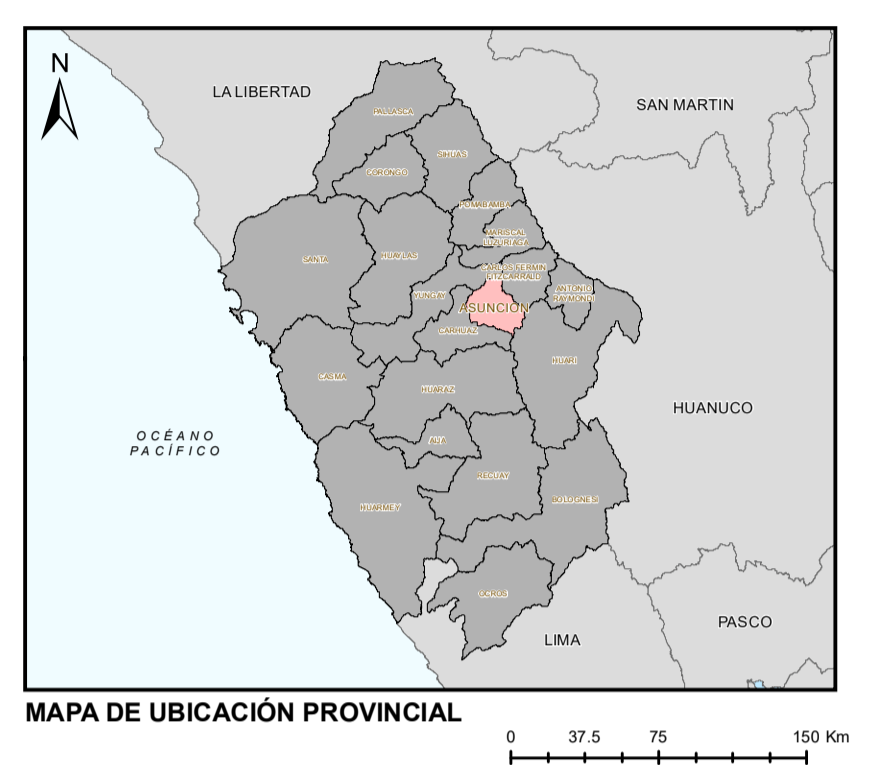 N
LA LIBERTAD
SAN MARTIN
PALLASCA
SIHUAS
CORONGO
POMABAMBA
MARISCAL
LUZURIAGA
SANTA
HUAYLAS
CARLOS FERMIN
FITZCARRALD
YUNGAY
ANTONIO
RAYMONDI
ASUNCION
CARHUAZ
HUARI
CASMA
HUARAZ
HUANUCO
OCÉANO
PACÍFICO
ALIA
RECUAY
BOLOGNESI
HUARMEY
OCROS
PASCO
LIMA
MAPA DE UBICACIÓN PROVINCIAL
0 37.5 75 150 Km